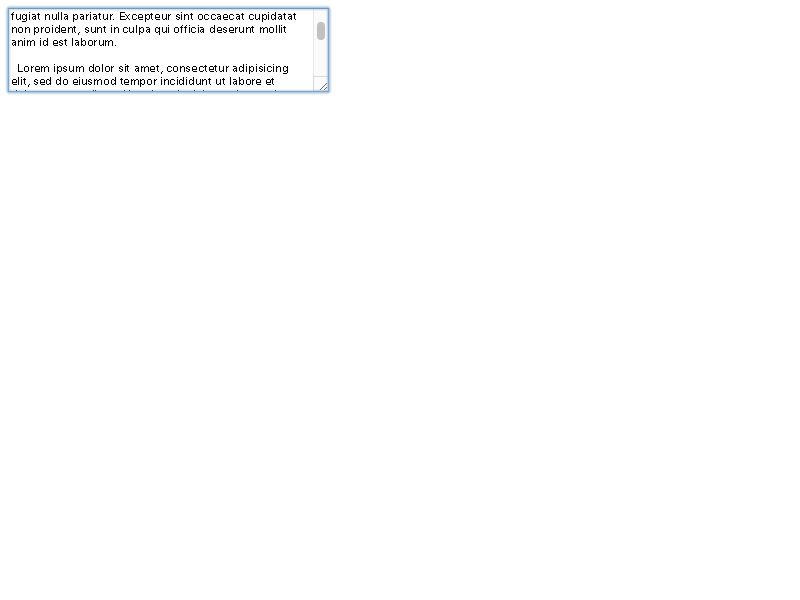 fugiat nulla pariatur. Excepteur sint occaecat cupidatat
non proident, sunt in culpa qui officia deserunt mollit
anim id est laborum.
Lorem ipsum dolor sit amet, consectetur adipisicing
elit, sed do eiusmod tempor incididunt ut labore et